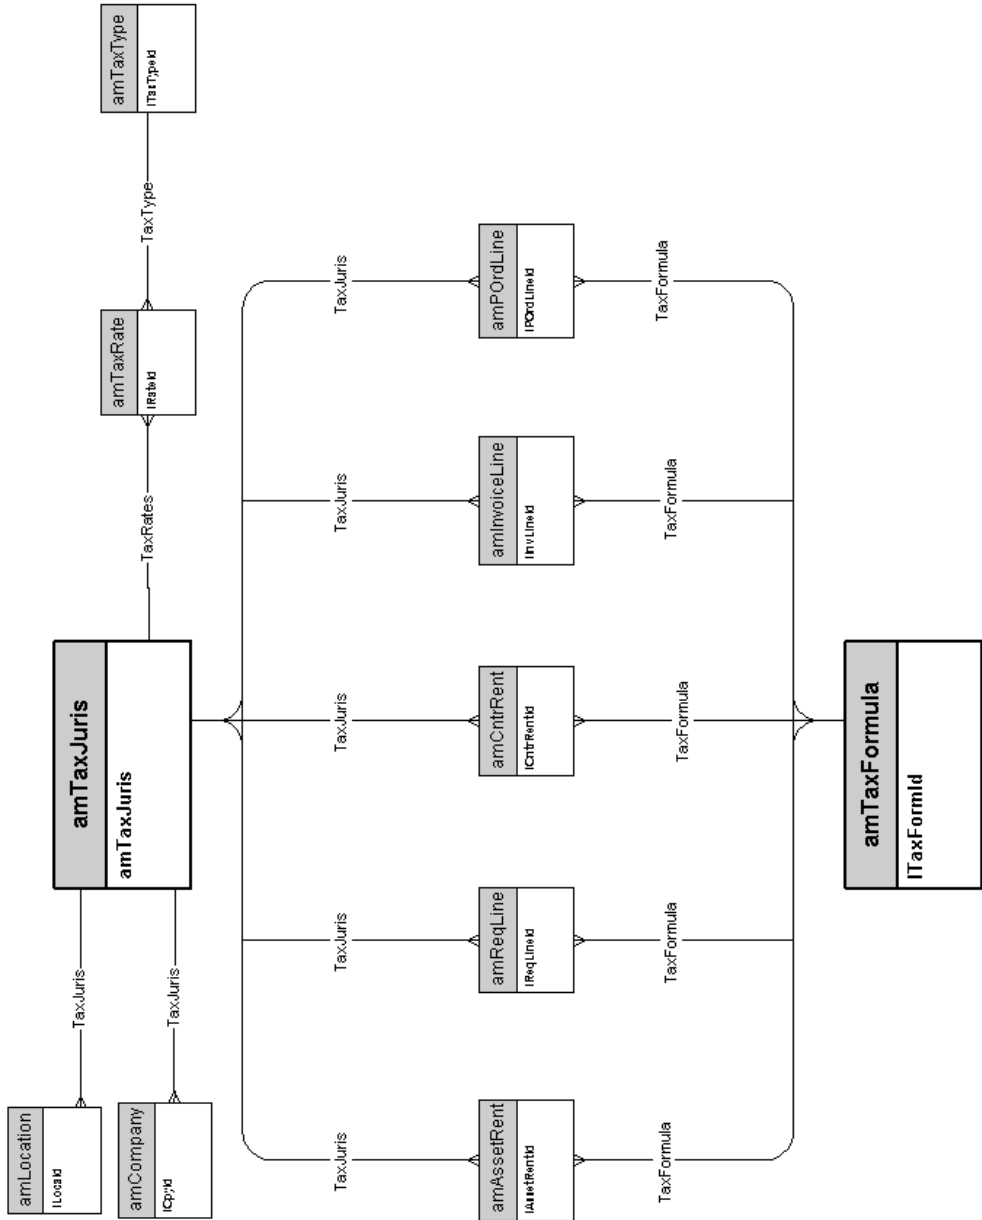 amTaxType
lTaxTypeId
TaxType
amTaxRate
lRateId
TaxRates
amTaxJuris
amTaxJuris
TaxJuris
amLocation
lLocaId
TaxJuris
amCompany
lCpyId
TaxJuris
amPOrdLine
lPOrdLineId
TaxFormula
TaxJuris
amInvoiceLine
lInvLineId
TaxFormula
TaxJuris
amCntrRent
lCntrRentId
TaxFormula
TaxJuris
amReqLine
lReqLineId
TaxFormula
TaxJuris
amAssetRent
lAssetRentId
TaxFormula
amTaxFormula
lTaxFormId